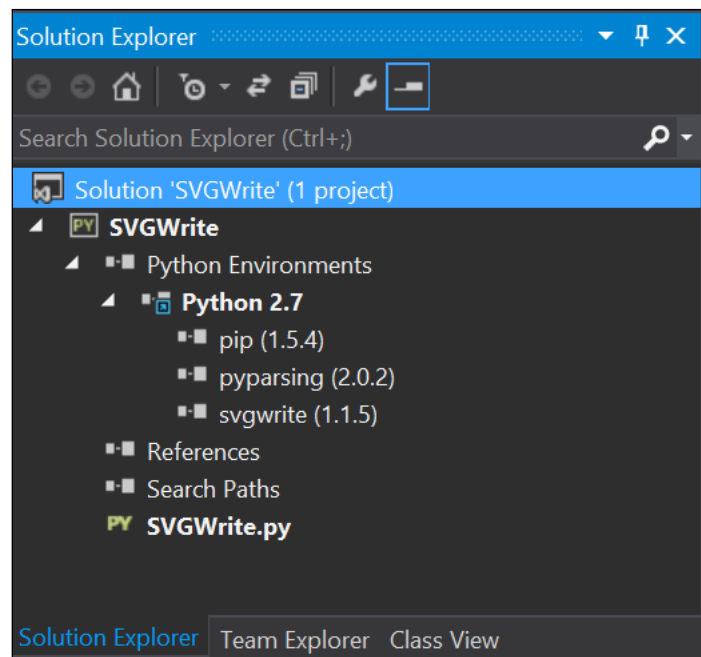 Solution Explorer
Search Solution Explorer (Ctrl+;)
Solution 'SVGWrite' (1 project)
PY SVGWrite
Python Environments
Python 2.7
pip (1.5.4)
pyparsing (2.0.2)
svgwrite (1.1.5)
References
Search Paths
PY SVGWrite.py
Solution Explorer Team Explorer Class View